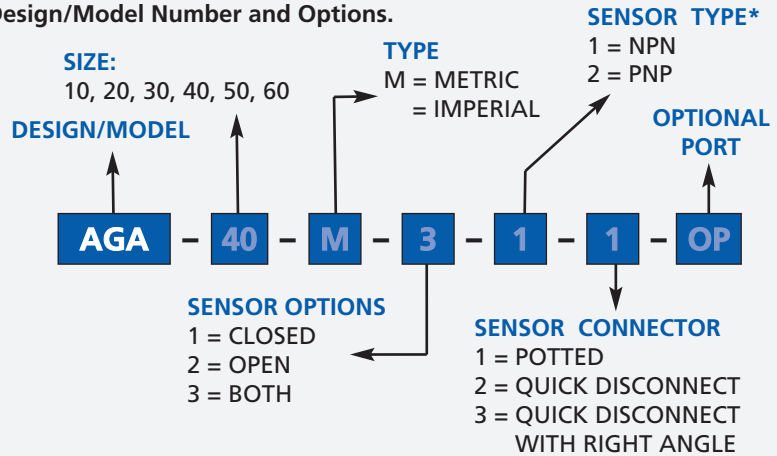 Design/Model Number and Options.
SIZE:
10, 20, 30, 40, 50, 60
DESIGN/MODEL
TYPE
M = METRIC
= IMPERIAL
SENSOR TYPE*
1 = NPN
2 = PNP
OPTIONAL
PORT
AGA – 40 – M – 3 – 1 – 1 – OP
SENSOR OPTIONS
1 = CLOSED
2 = OPEN
3 = BOTH
SENSOR CONNECTOR
1 = POTTED
2 = QUICK DISCONNECT
3 = QUICK DISCONNECT
WITH RIGHT ANGLE